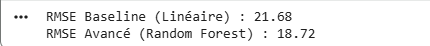 RMSE Baseline (Linéaire) : 21.68
RMSE Avancé (Random Forest) : 18.72